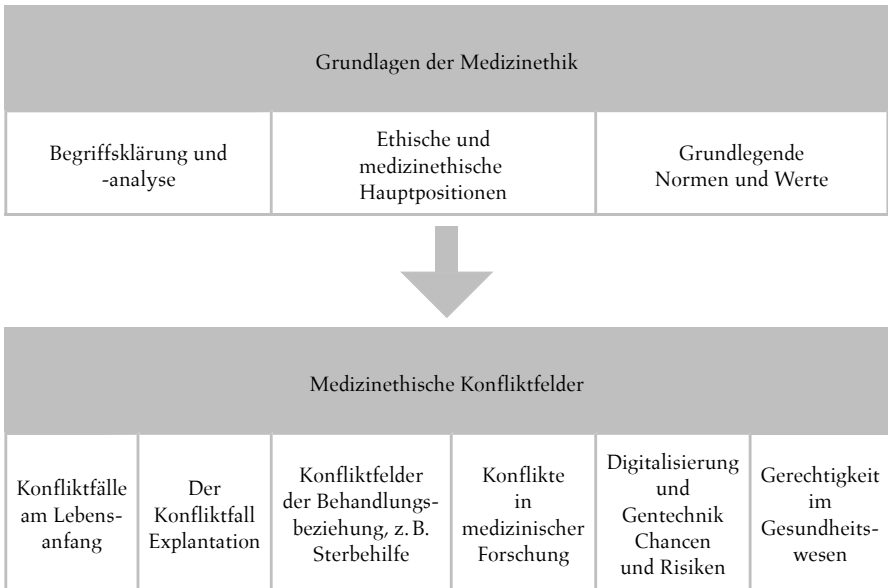 Grundlagen der Medizinethik
Begriffsklärung und
-analyse
Ethische und
medizinethische
Hauptpositionen
Grundlegende
Normen und Werte
Medizinethische Konfliktfelder
Konfliktfälle
am Lebens-
anfang
Der
Konfliktfall
Explantation
Konfliktfelder
der Behandlungs-
beziehung, z. B.
Sterbehilfe
Konflikte
in
medizinischer
Forschung
Digitalisierung
und
Gentechnik
Chancen
und Risiken
Gerechtigkeit
im
Gesundheits-
wesen